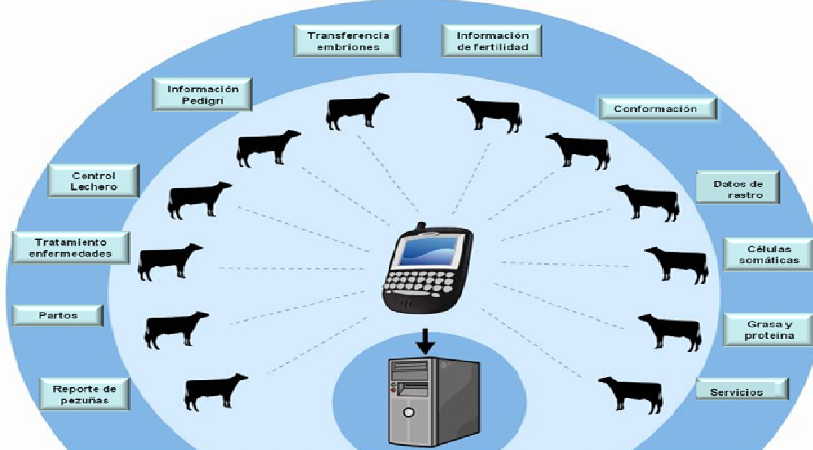 Transferencia
embriones
Información
de fertilidad
Información
Pedigrí
Conformación
Control
Lechero
Datos de
rastro
Tratamiento
enfermedades
Células
somáticas
Partos
Grasa y
proteína
Reporte de
pezuñas
Servicios